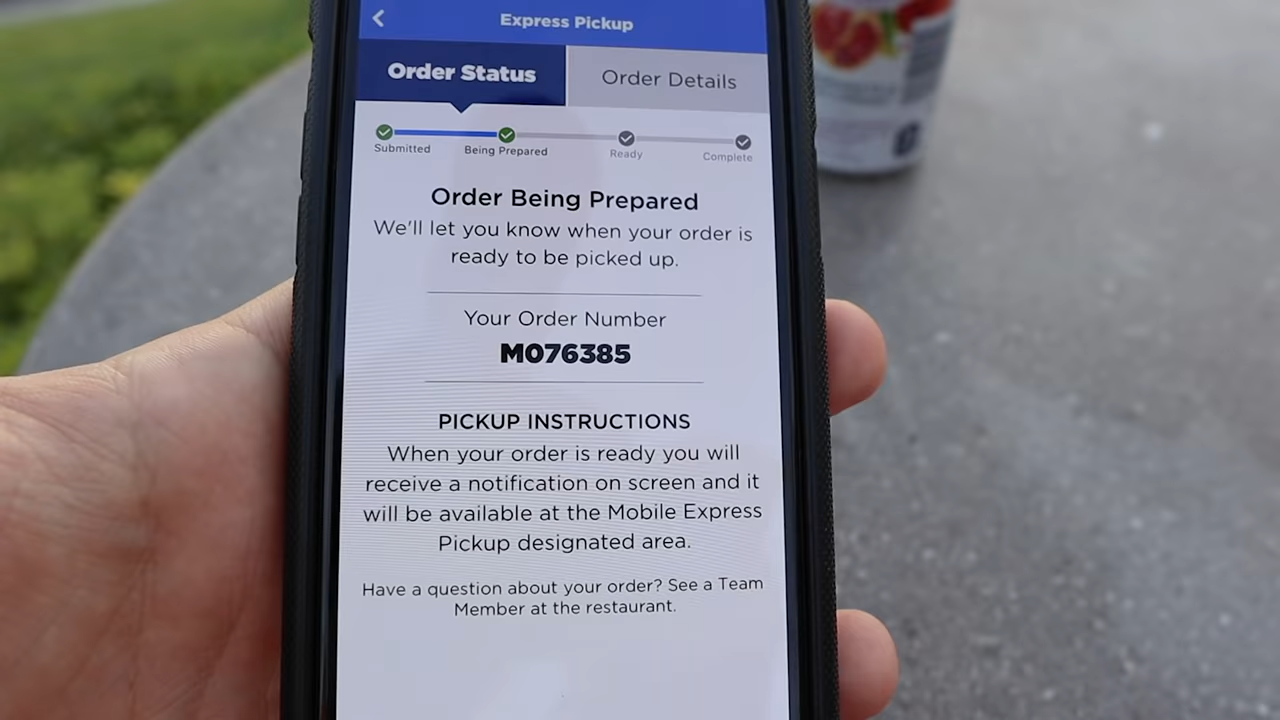 Express Pickup
Order Status
Order Details
Submitted
Being Prepared
Ready
Complete
Order Being Prepared
We'll let you know when your order is
ready to be picked up.
Your Order Number
M076385
PICKUP INSTRUCTIONS
When your order is ready you will
receive a notification on screen and it
will be available at the Mobile Express
Pickup designated area.
Have a question about your order? See a Team
Member at the restaurant.